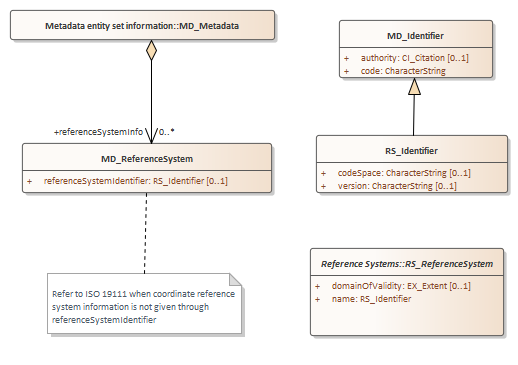 Metadata entity set information::MD_Metadata
+referenceSystemInfo
0..*
MD_ReferenceSystem
+ referenceSystemIdentifier: RS_Identifier [0..1]
Refer to ISO 19111 when coordinate reference
system information is not given through
referenceSystemIdentifier
MD_Identifier
+ authority: CI_Citation [0..1]
+ code: CharacterString
RS_Identifier
+ codeSpace: CharacterString [0..1]
+ version: CharacterString [0..1]
Reference Systems::RS_ReferenceSystem
+ domainOfValidity: EX_Extent [0..1]
+ name: RS_Identifier